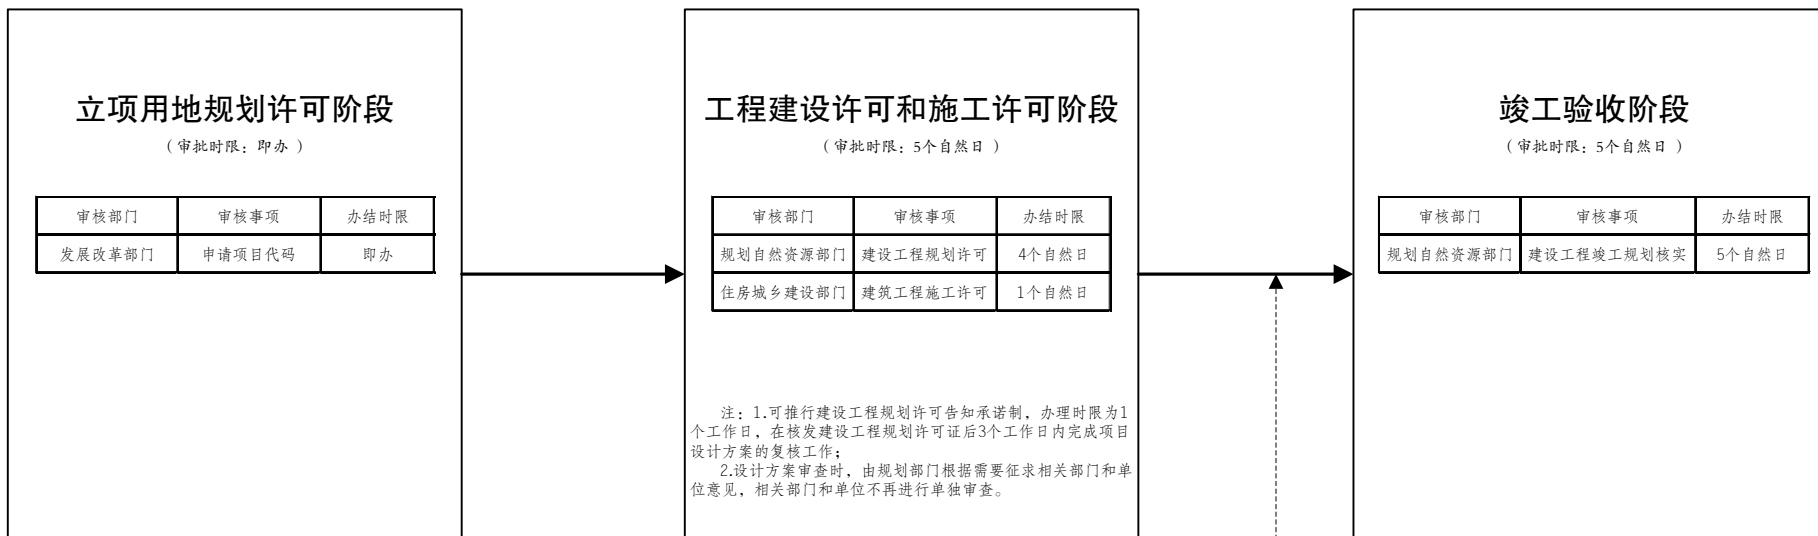 立项用地规划许可阶段
（审批时限：即办 ）
审核部门 审核事项 办结时限
发展改革部门 申请项目代码 即办
工程建设许可和施工许可阶段
（审批时限：5个自然日 ）
审核部门 审核事项 办结时限
规划自然资源部门 建设工程规划许可 4个自然日
住房城乡建设部门 建筑工程施工许可 1个自然日
注：1.可推行建设工程规划许可告知承诺制，办理时限为1
个工作日，在核发建设工程规划许可证后3个工作日内完成项目
设计方案的复核工作；
2.设计方案审查时，由规划部门根据需要征求相关部门和单
位意见，相关部门和单位不再进行单独审查。
竣工验收阶段
（审批时限：5个自然日 ）
审核部门 审核事项 办结时限
规划自然资源部门 建设工程竣工规划核实 5个自然日